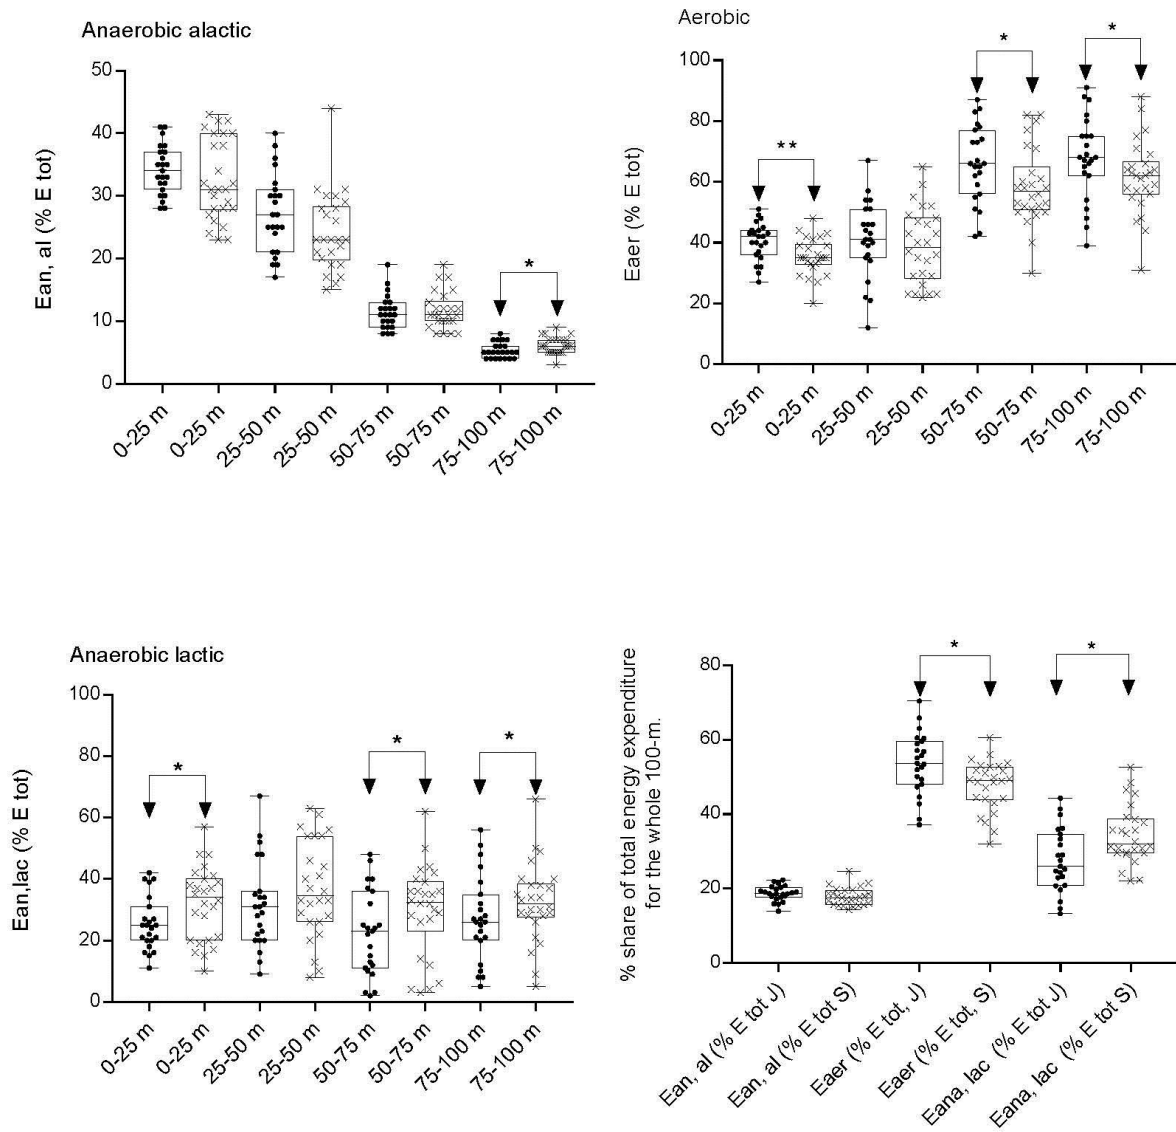 Anaerobic alactic
Ean, al (% E tot)
50
40
30
20
10
0
*
0-25 m
0-25 m
25-50 m
25-50 m
50-75 m
50-75 m
75-100 m
75-100 m
Aerobic
Eaer (% E tot)
100
80
60
40
20
0
**
*
*
0-25 m
0-25 m
25-50 m
25-50 m
50-75 m
50-75 m
75-100 m
75-100 m
Anaerobic lactic
Ean,lac (% E tot)
100
80
60
40
20
0
*
*
*
0-25 m
0-25 m
25-50 m
25-50 m
50-75 m
50-75 m
75-100 m
75-100 m
% share of total energy expenditure
for the whole 100-m.
80
60
40
20
0
*
*
Ean, al (% E tot J)
Ean, al (% E tot S)
Eaer (% E tot, J)
Eaer (% E tot, S)
Eana, lac (% E tot J)
Eana, lac (% E tot S)